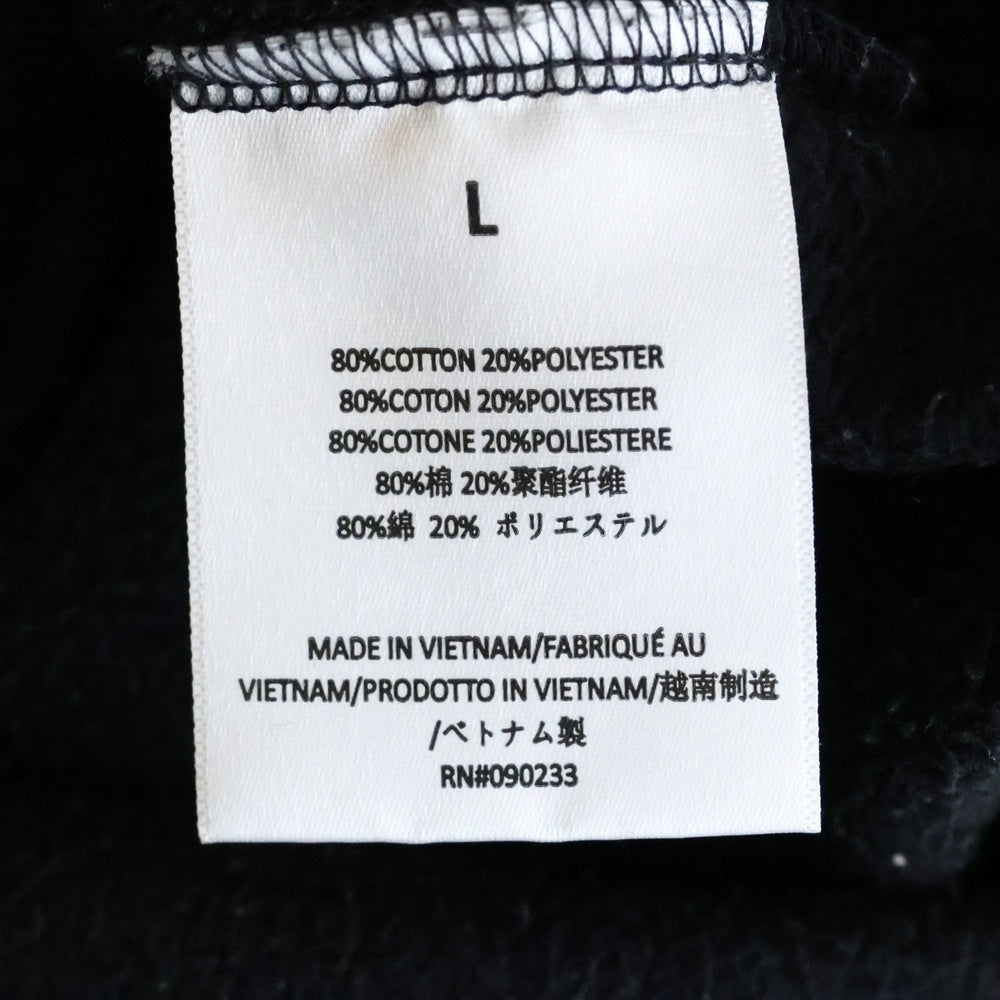 L
80%COTTON 20%POLYESTER
80%COTON 20%POLYESTER
80%COTONE 20%POLIESTERE
80%棉 20%聚酯纤维
80%綿 20% ポリエステル
MADE IN VIETNAM/FABRIQUÉ AU
VIETNAM/PRODOTTO IN VIETNAM/越南制造
/ベトナム製
RN#090233